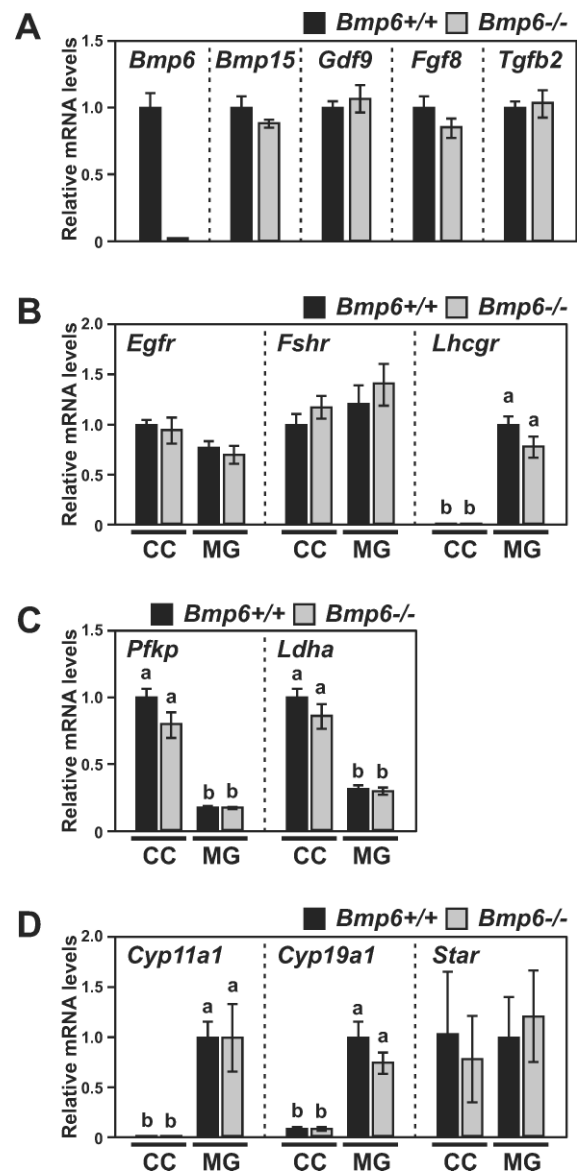 A
Bmp6+/+ Bmp6-/-
Relative mRNA levels
1.5
1.0
0.5
0
Bmp6 Bmp15 Gdf9 Fgf8 Tgfb2
B
Bmp6+/+ Bmp6-/-
Relative mRNA levels
2.0
1.5
1.0
0.5
0
Egfr Fshr Lhcgr
a a
b b
CC MG CC MG CC MG
C
Bmp6+/+ Bmp6-/-
Relative mRNA levels
1.5
1.0
0.5
0
Pfkp Ldha
a a a a
b b b b
CC MG CC MG
D
Bmp6+/+ Bmp6-/-
Relative mRNA levels
2.0
1.5
1.0
0.5
0
Cyp11a1 Cyp19a1 Star
a a a a
b b b b
CC MG CC MG CC MG